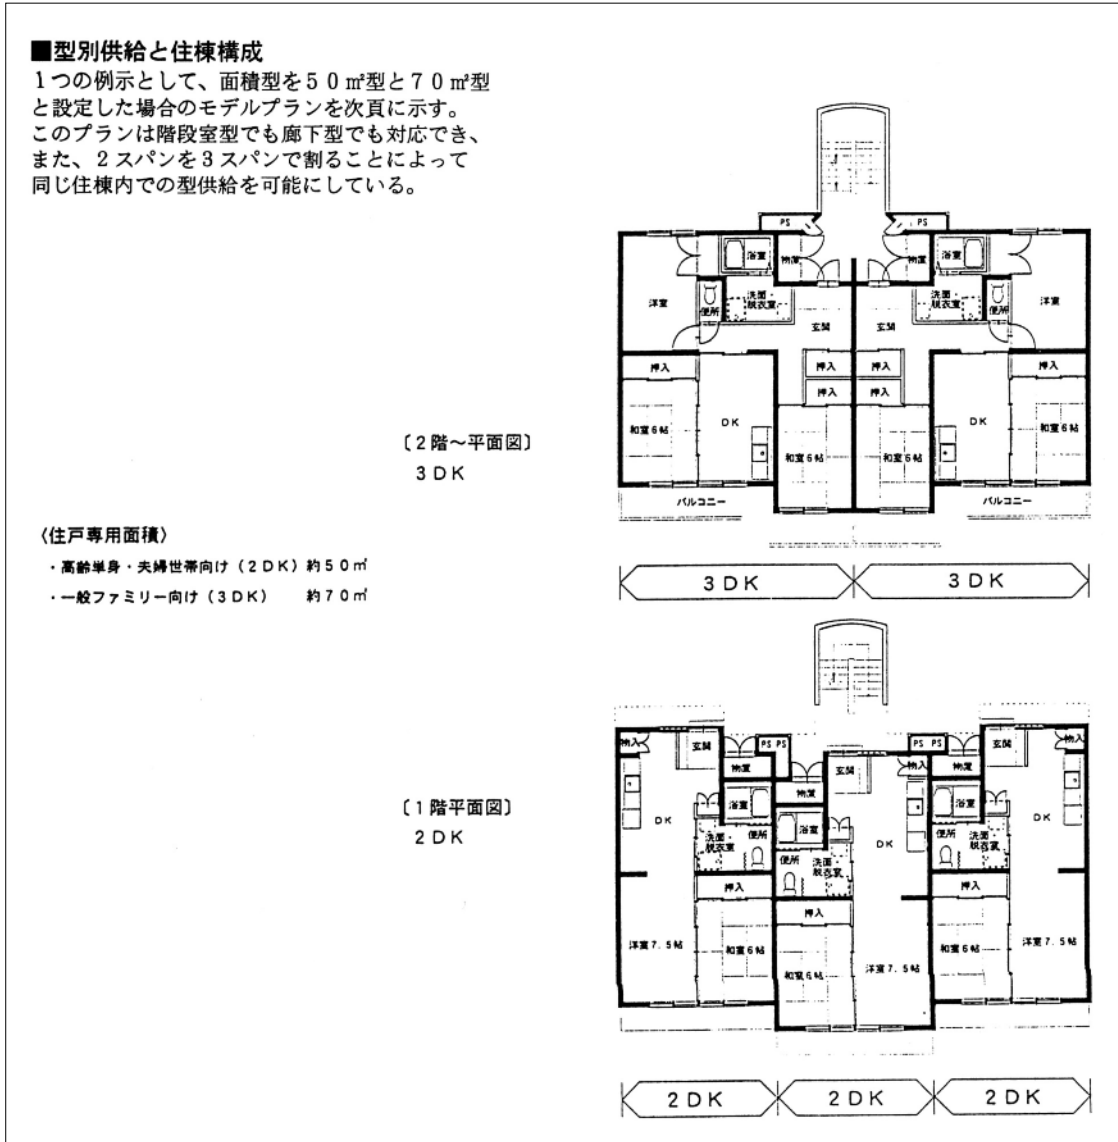 ■型別供給と住棟構成
1つの例示として、面積型を50㎡型と70㎡型
と設定した場合のモデルプランを次頁に示す。
このプランは階段室型でも廊下型でも対応でき、
また、2スパンを3スパンで割ることによって
同じ住棟内での型供給を可能にしている。
〔2階～平面図〕
3DK
〈住戸専用面積〉
・高齢単身・夫婦世帯向け(2DK)約50㎡
・一般ファミリー向け(3DK) 約70㎡
PS
PS
浴室
物置
物置
浴室
洋室
便所
洗面・
脱衣室
玄関
玄関
洗面・
脱衣室
便所
洋室
押入
押入
押入
押入
押入
押入
和室6帖
DK
和室6帖
和室6帖
DK
和室6帖
バルコニー
バルコニー
3DK
3DK
〔1階平面図〕
2DK
物入
玄関
PS PS
物置
玄関
物入
PS PS
物置
玄関
物入
物置
浴室
浴室
浴室
DK
洗面・
脱衣室
便所
便所
洗面・
脱衣室
DK
便所
洗面・
脱衣室
DK
押入
押入
押入
洋室7.5帖
和室6帖
和室6帖
洋室7.5帖
和室6帖
洋室7.5帖
2DK
2DK
2DK